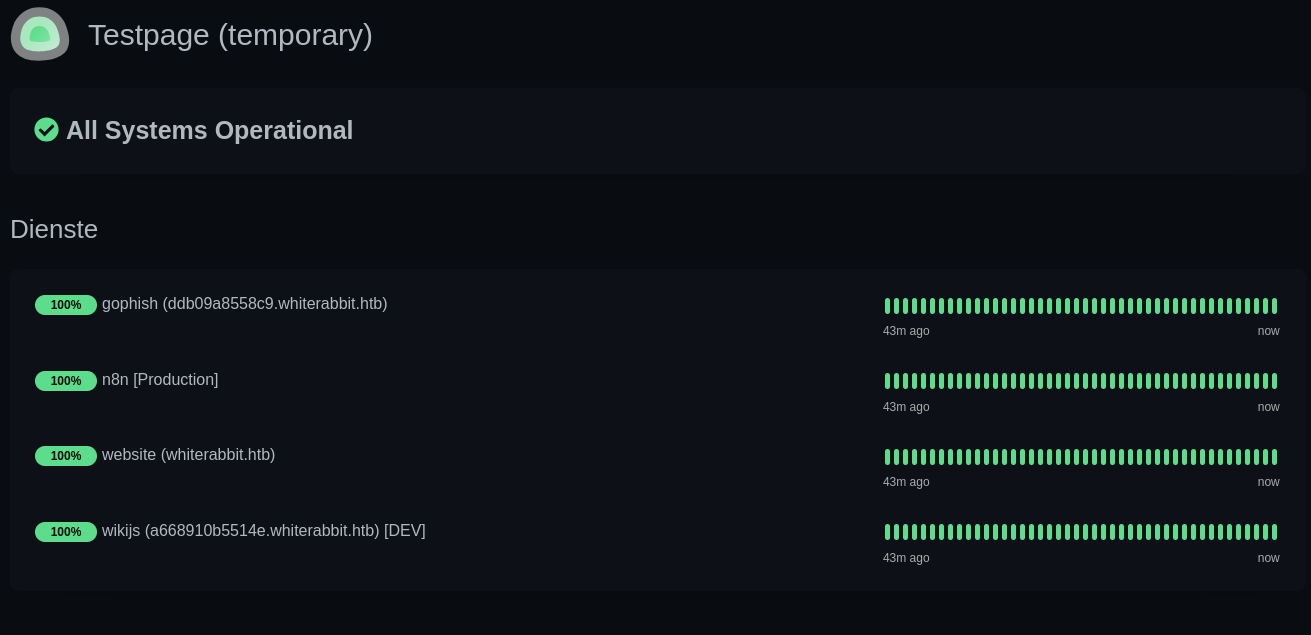 Testpage (temporary)
All Systems Operational
Dienste
100% gophish (ddb09a8558c9.whiterabbit.htb)
43m ago now
100% n8n [Production]
43m ago now
100% website (whiterabbit.htb)
43m ago now
100% wikijs (a668910b5514e.whiterabbit.htb) [DEV]
43m ago now